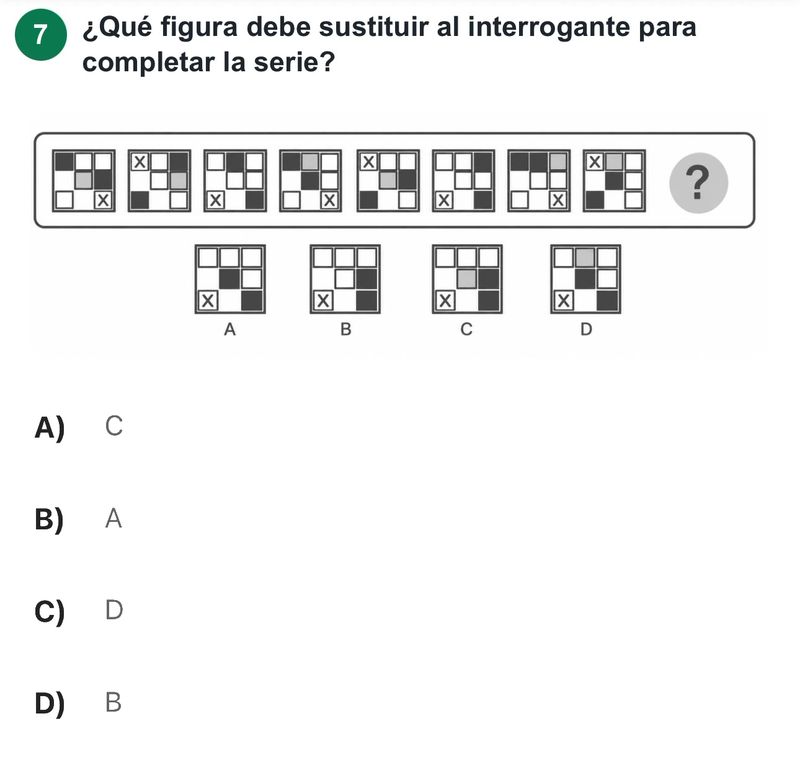 7 ¿Qué figura debe sustituir al interrogante para
completar la serie?
X X X X X X X X ?
X X X X
A B C D
A) C
B) A
C) D
D) B